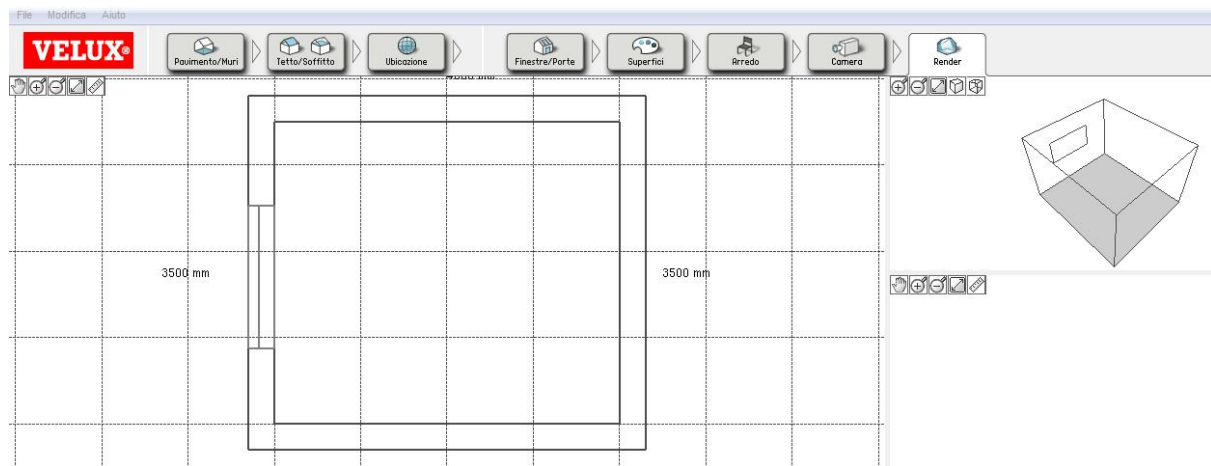 File Modifica Aiuto
VELUX®
Pavimento/Muri Tetto/Soffitto Ubicazione Finestre/Porte Superfici Arredo Camera Render
3500 mm 3500 mm